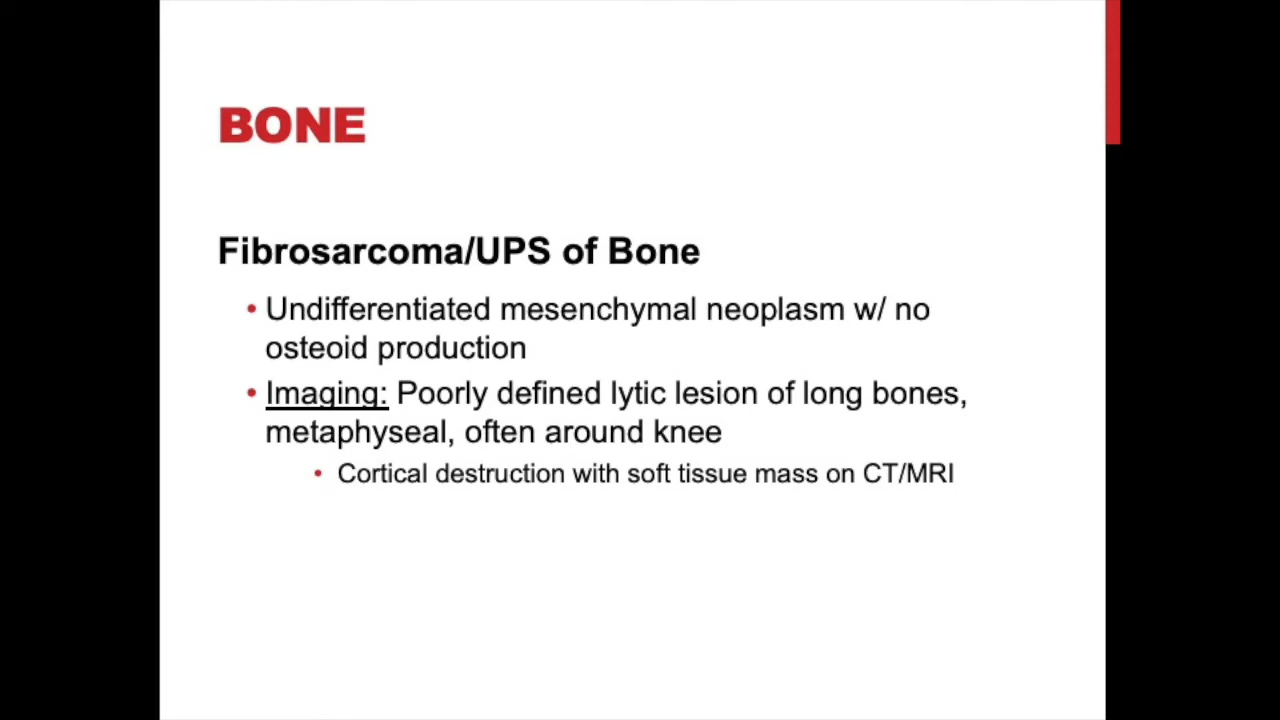 BONE
Fibrosarcoma/UPS of Bone
• Undifferentiated mesenchymal neoplasm w/ no
osteoid production
• Imaging: Poorly defined lytic lesion of long bones,
metaphyseal, often around knee
• Cortical destruction with soft tissue mass on CT/MRI